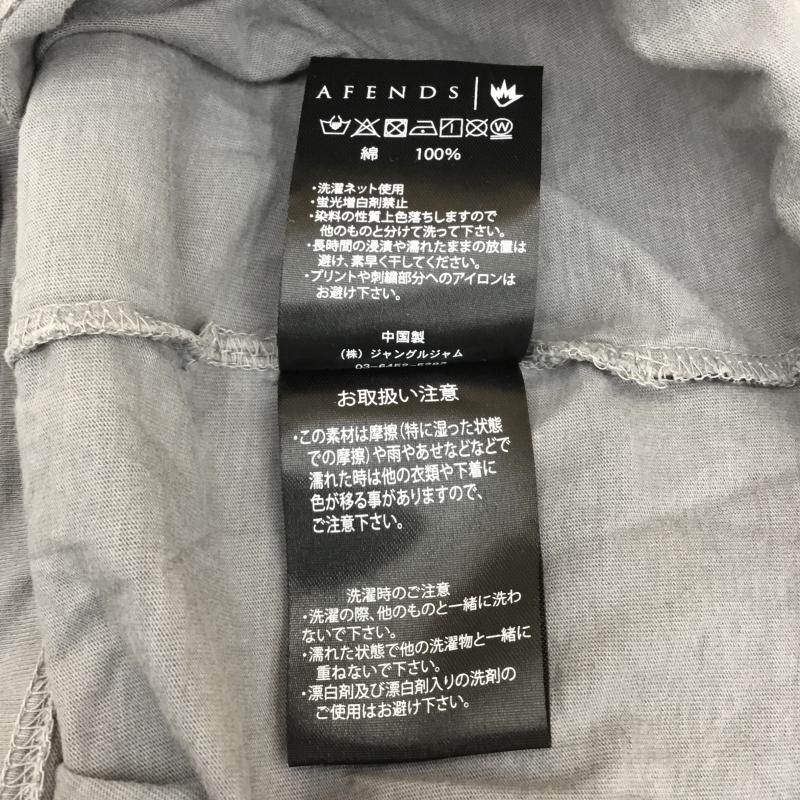 AFENDS
綿 100%
・洗濯ネット使用
・蛍光増白剤禁止
・染料の性質上色落ちしますので
他のものと分けて洗って下さい。
・長時間の浸漬や濡れたままの放置は
避け、素早く干してください。
・プリントや刺繍部分へのアイロンは
お避け下さい。
中国製
（株）ジャングルジャム
お取扱い注意
・この素材は摩擦（特に湿った状態
での摩擦）や雨やあせなどなどで
濡れた時は他の衣類や下着に
色が移る事がありますので、
ご注意下さい。
洗濯時のご注意
・洗濯の際、他のものと一緒に洗わ
ないで下さい。
・濡れた状態で他の洗濯物と一緒に
重ねないで下さい。
・漂白剤及び漂白剤入りの洗剤の
ご使用はお避け下さい。